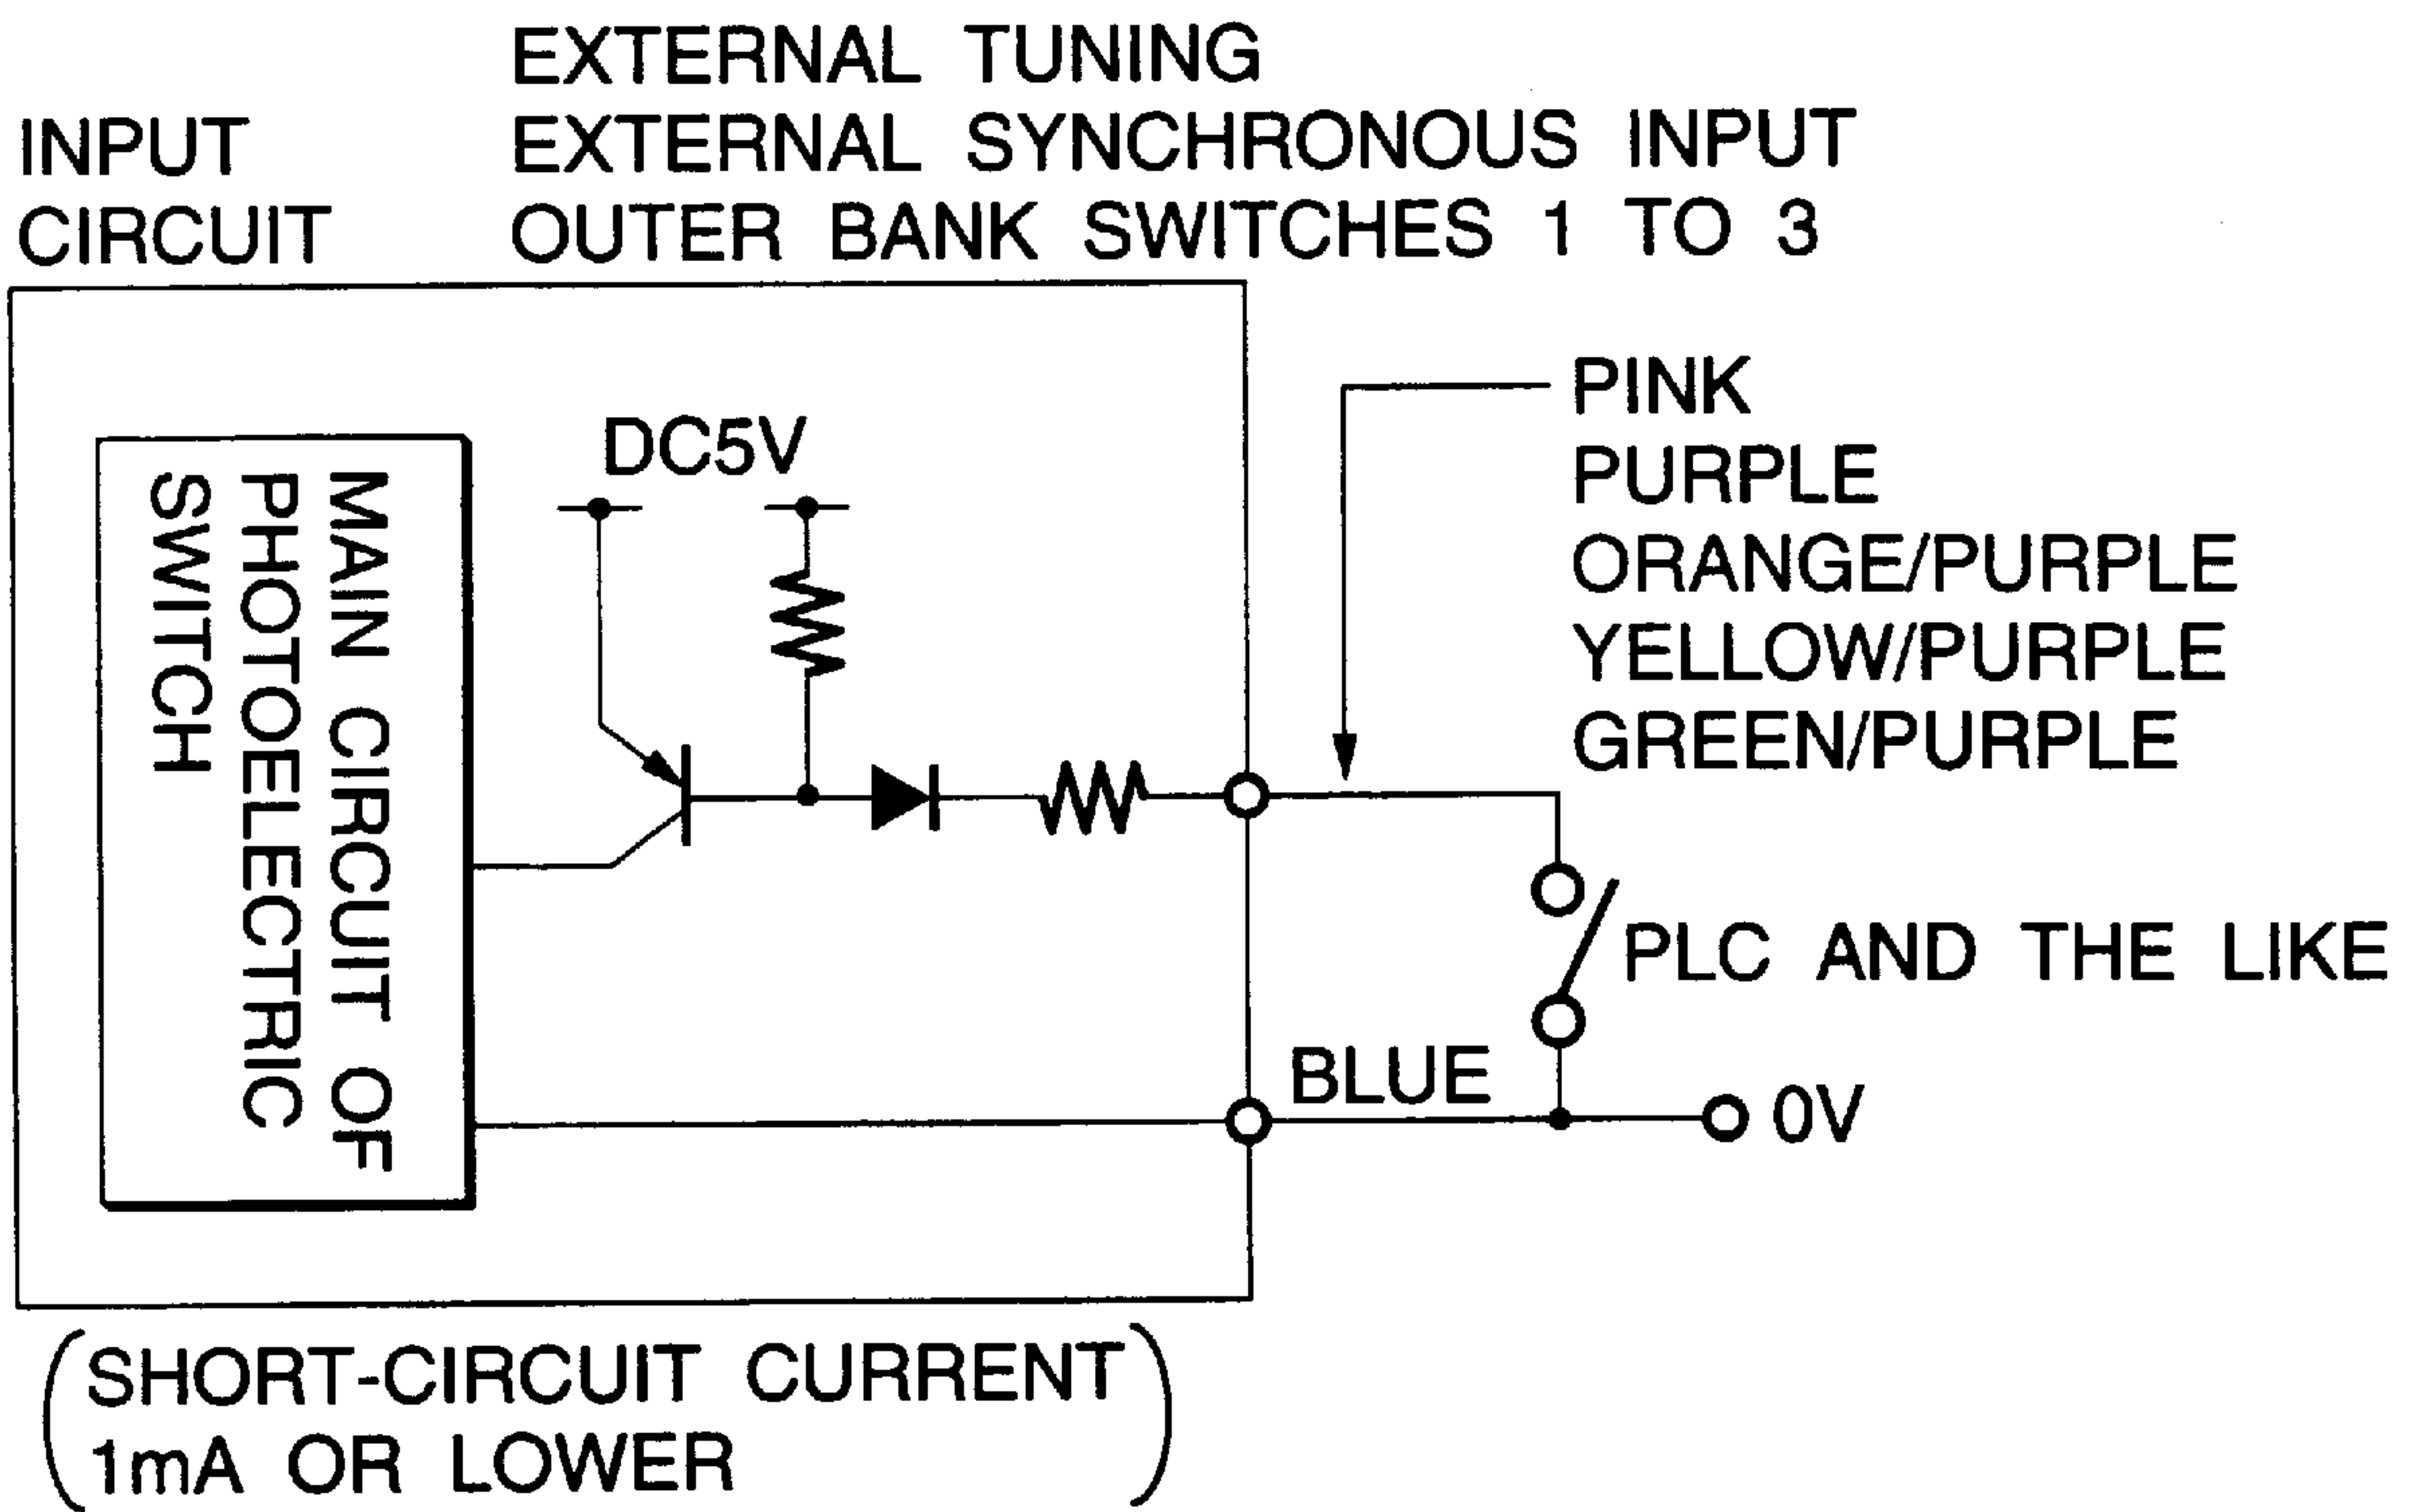 INPUT
CIRCUIT
EXTERNAL TUNING
EXTERNAL SYNCHRONOUS INPUT
OUTER BANK SWITCHES 1 TO 3
MAIN CIRCUIT OF
PHOTOELECTRIC
SWITCH
DC5V
PINK
PURPLE
ORANGE/PURPLE
YELLOW/PURPLE
GREEN/PURPLE
PLC AND THE LIKE
BLUE
0V
(SHORT-CIRCUIT CURRENT
1mA OR LOWER)